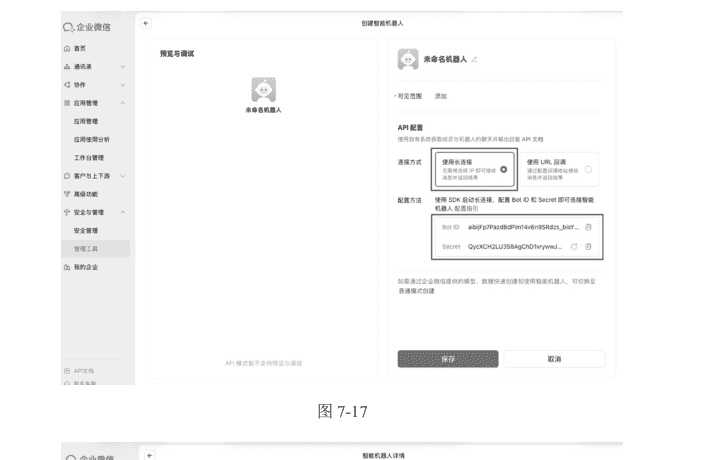 企业微信
首页
通讯录
协作
应用管理
应用管理
应用使用分析
工作台管理
客户与上下游
高级功能
安全与管理
安全管理
管理工具
我的企业
API文档
联系客服
创建智能机器人
预览与调试
未命名机器人
API 模式暂不支持预览与调试
未命名机器人
*可见范围 添加
API 配置
使用自有系统获取成员与机器人的聊天并输出回复 API 文档
连接方式
使用长连接
无需域名或 IP 即可接收
消息并返回结果
使用 URL 回调
通过配置回调地址接收
消息并返回结果
配置方法
使用 SDK 启动长连接，配置 Bot ID 和 Secret 即可连接智能
机器人 配置指引
Bot ID
Secret
如需通过企业微信提供的模型、数据快速创建和使用智能机器人，可切换至
普通模式创建
保存
取消
图 7-17
企业微信
智能机器人详情